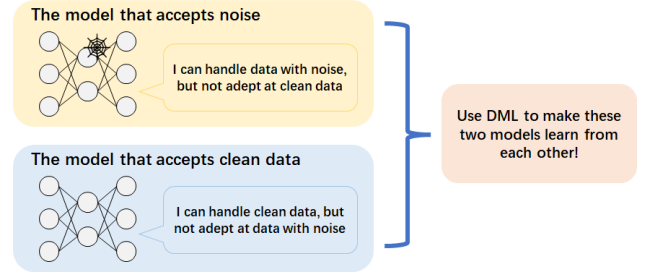 The model that accepts noise
I can handle data with noise,
but not adept at clean data
The model that accepts clean data
I can handle clean data, but
not adept at data with noise
Use DML to make these
two models learn from
each other!